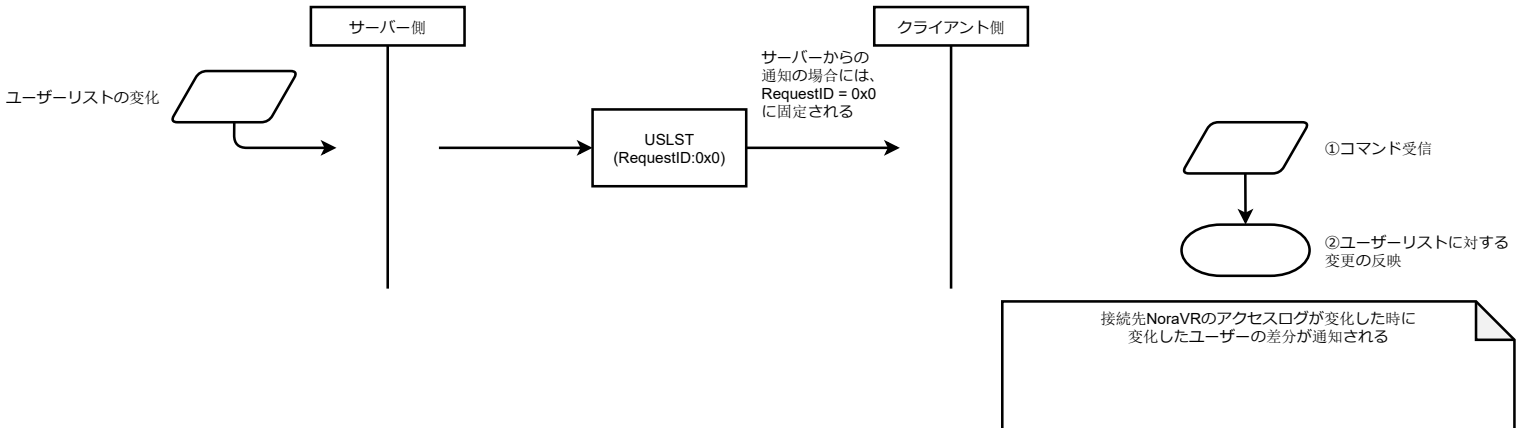 サーバー側
クライアント側
ユーザーリストの変化
サーバーからの
通知の場合には、
RequestID = 0x0
に固定される
USLST
(RequestID:0x0)
①コマンド受信
②ユーザーリストに対する
変更の反映
接続先NoraVRのアクセスログが変化した時に
変化したユーザーの差分が通知される